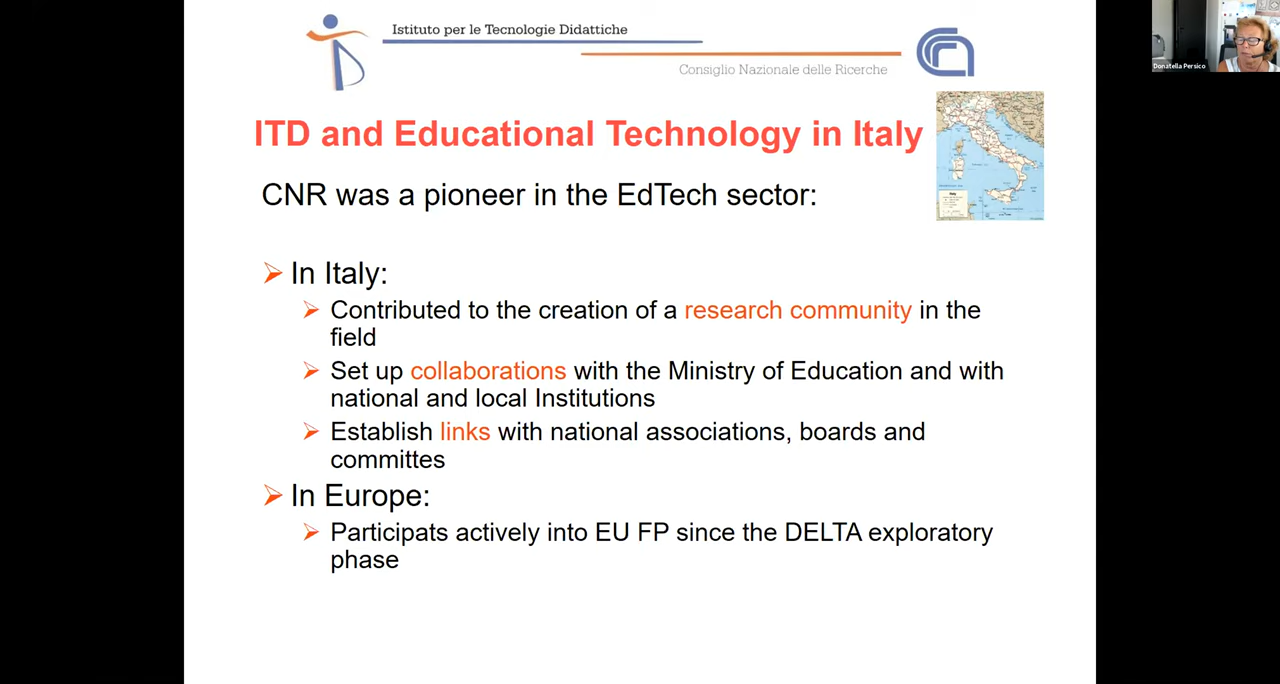 Istituto per le Tecnologie Didattiche
Consiglio Nazionale delle Ricerche
Donatella Persico
ITD and Educational Technology in Italy
CNR was a pioneer in the EdTech sector:
In Italy:
Contributed to the creation of a research community in the
field
Set up collaborations with the Ministry of Education and with
national and local Institutions
Establish links with national associations, boards and
committes
In Europe:
Participats actively into EU FP since the DELTA exploratory
phase